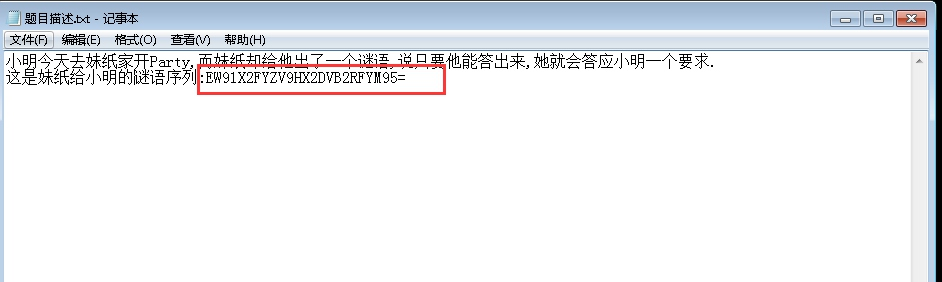 题目描述.txt - 记事本
文件(F) 编辑(E) 格式(O) 查看(V) 帮助(H)
小明今天去妹纸家开Party,而妹纸却给他出了一个谜语,说只要他能答出来,她就会答应小明一个要求.
这是妹纸给小明的谜语序列:EW91X2FYZV9HX2DVB2RFYM95=